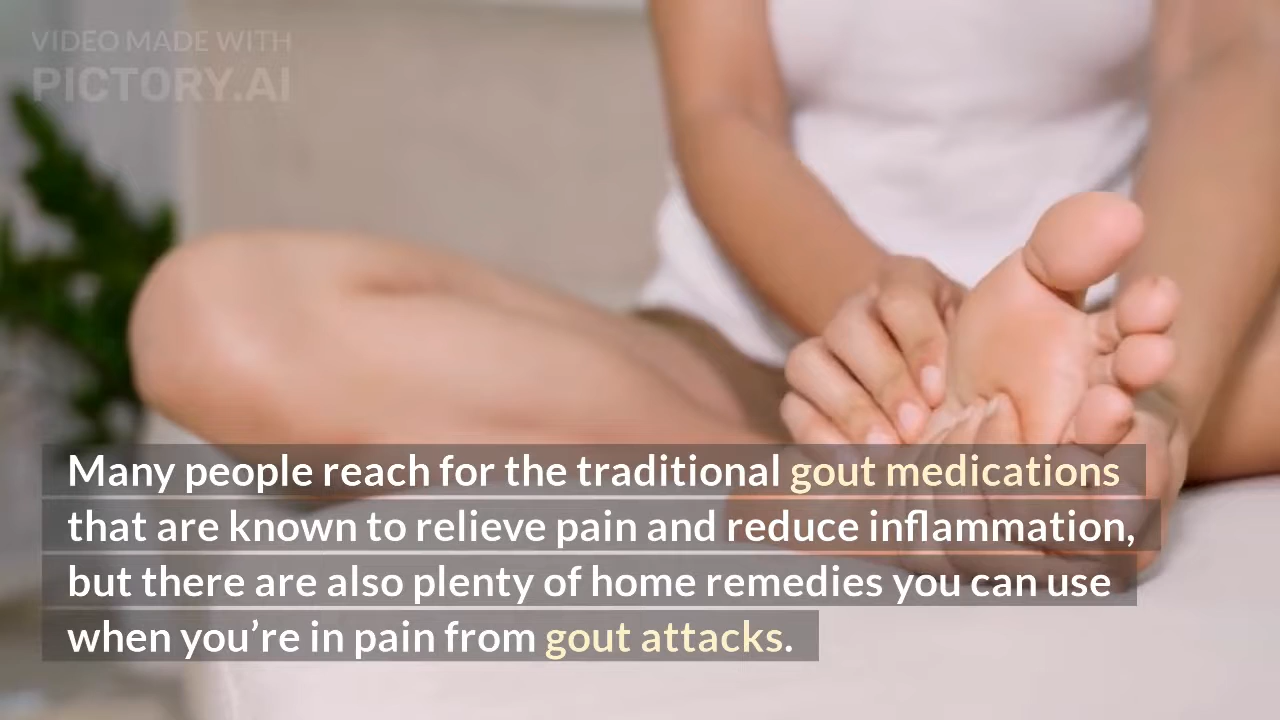 VIDEO MADE WITH
PICTORY.AI
Many people reach for the traditional gout medications
that are known to relieve pain and reduce inflammation,
but there are also plenty of home remedies you can use
when you’re in pain from gout attacks.